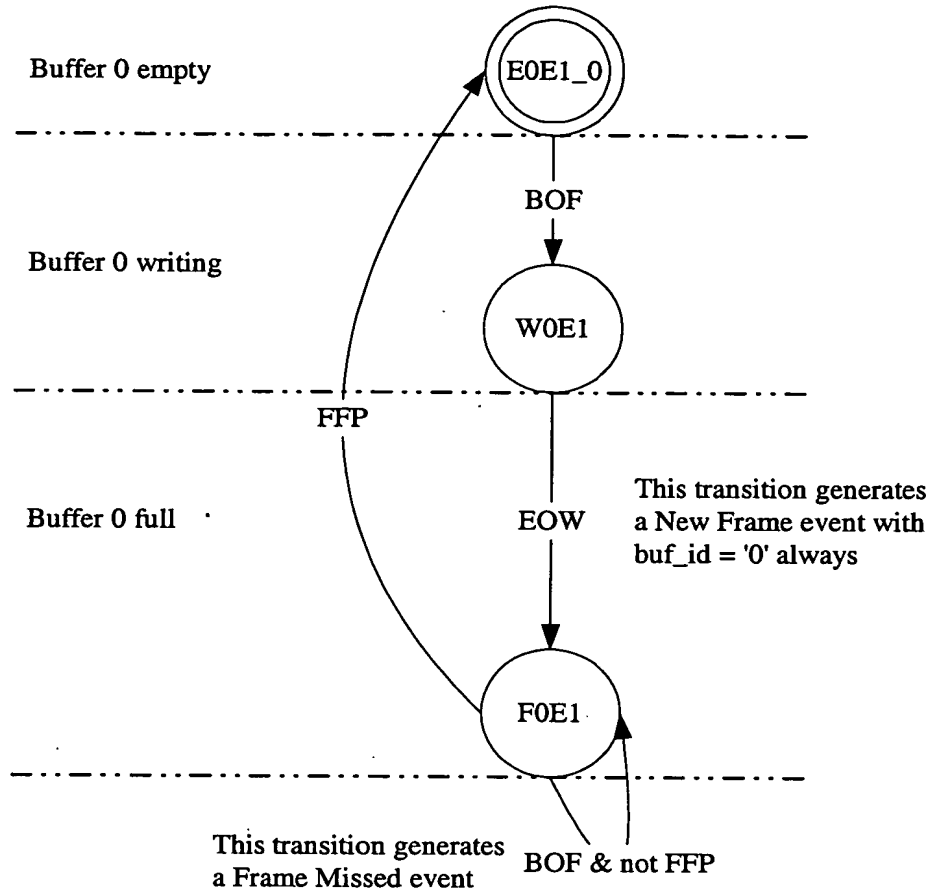 Buffer 0 empty
E0E1_0
BOF
Buffer 0 writing
W0E1
FFP
Buffer 0 full
EOW
This transition generates
a New Frame event with
buf_id = '0' always
F0E1
This transition generates
a Frame Missed event
BOF & not FFP